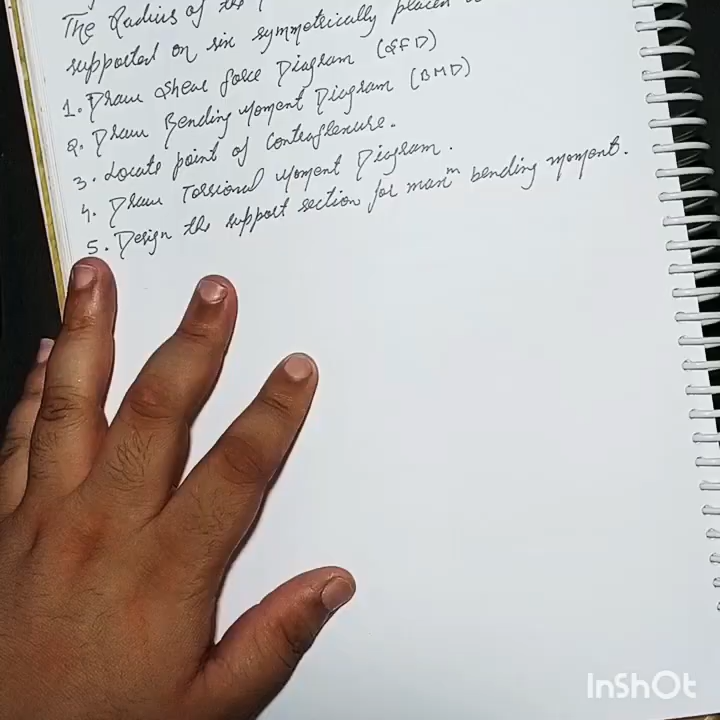 The Radius of the
supported on six symmetrically placed
1. Draw shear force Diagram (SFD)
2. Draw Bending Moment Diagram (BMD)
3. Locate point of Contraflexure.
4. Draw Torsional Moment Diagram.
5. Design the support section for maxᵐ bending moment.
InShOt